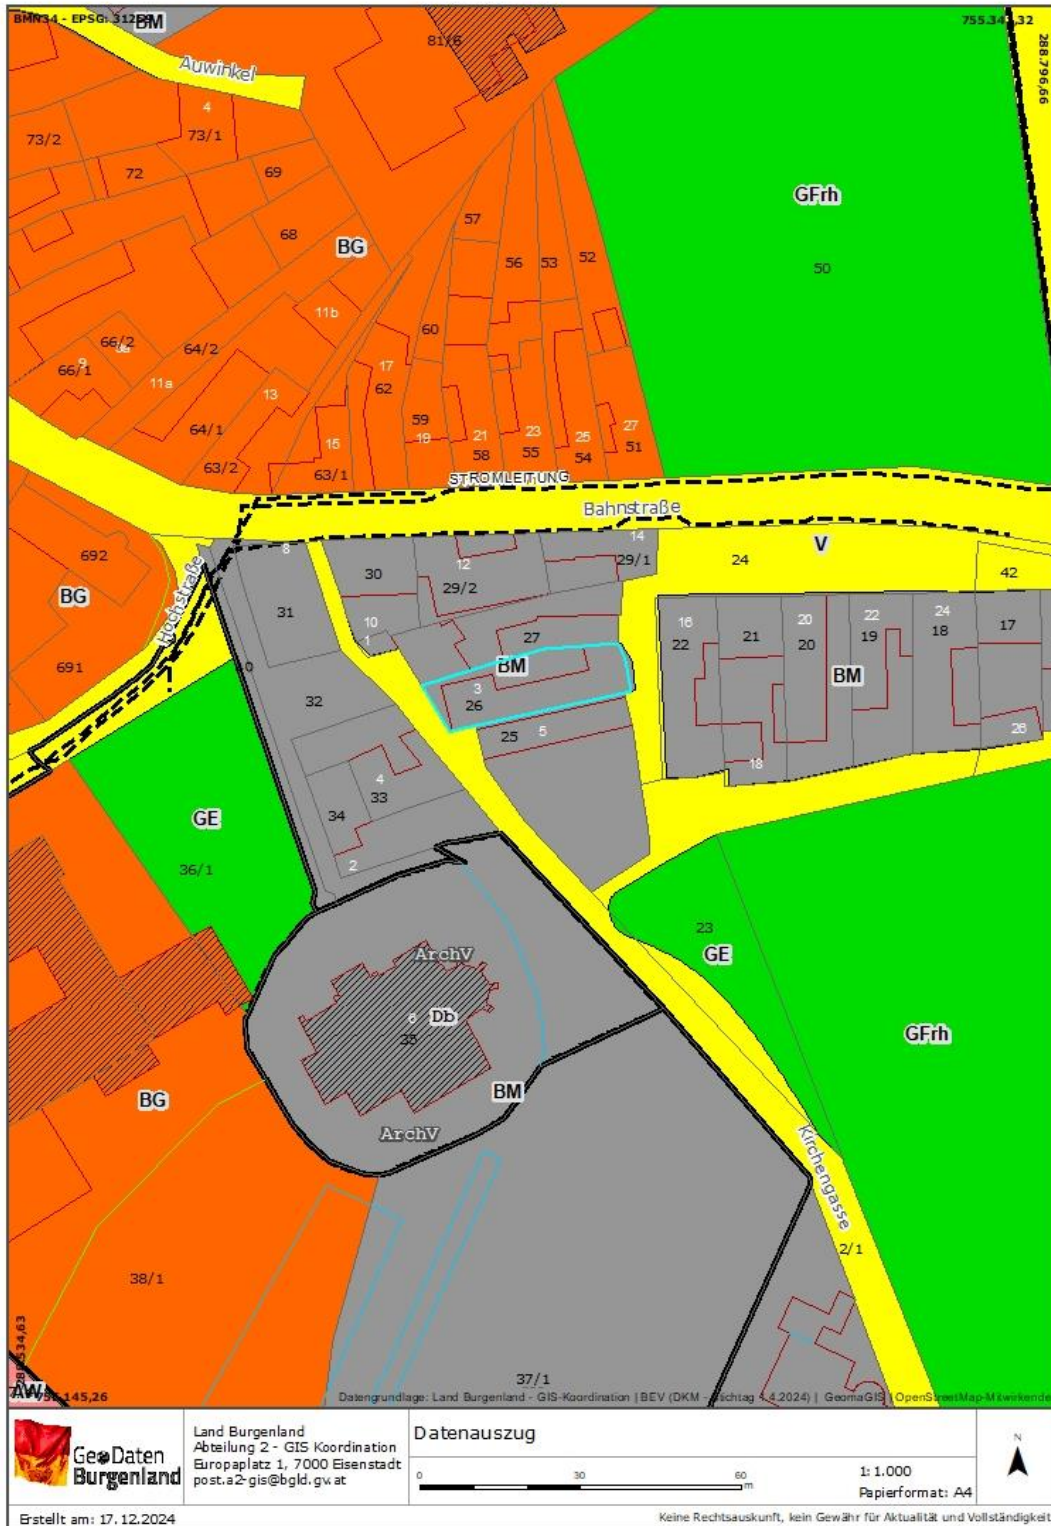 BMN34 - EPSG: 31259
755.343,32
288.796,66
BM
81/6
Auwinkel
4
73/1
73/2
72
69
68
BG
GFrh
50
57
56
53
52
11b
60
66/2
9
66/1
64/2
11a
17
62
13
59
19
21
58
23
55
25
54
27
51
64/1
15
63/2
63/1
STROMLEITUNG
Bahnstraße
V
24
42
692
BG
Hochstraße
691
8
31
30
12
29/2
14
29/1
10
1
27
BM
3
26
25
5
16
22
21
20
20
22
19
24
18
17
BM
26
18
32
4
33
34
2
GE
36/1
23
GE
GFrh
ArchV
6
Db
35
BM
ArchV
BG
Kirchengasse
2/1
38/1
37/1
AW
Datengrundlage: Land Burgenland - GIS-Koordination | BEV (DKM - Stichtag 1.4.2024) | GeomaGIS | OpenStreetMap-Mitwirkende
GeoDaten
Burgenland
Land Burgenland
Abteilung 2 - GIS Koordination
Europaplatz 1, 7000 Eisenstadt
post.a2-gis@bgld.gv.at
Datenauszug
0 30 60
m
1: 1.000
Papierformat: A4
N
Erstellt am: 17.12.2024
Keine Rechtsauskunft, kein Gewähr für Aktualität und Vollständigkeit